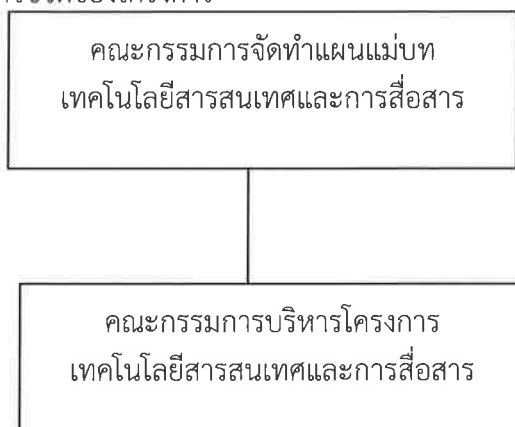 คณะกรรมการจัดทำแผนแม่บท
เทคโนโลยีสารสนเทศและการสื่อสาร
คณะกรรมการบริหารโครงการ
เทคโนโลยีสารสนเทศและการสื่อสาร